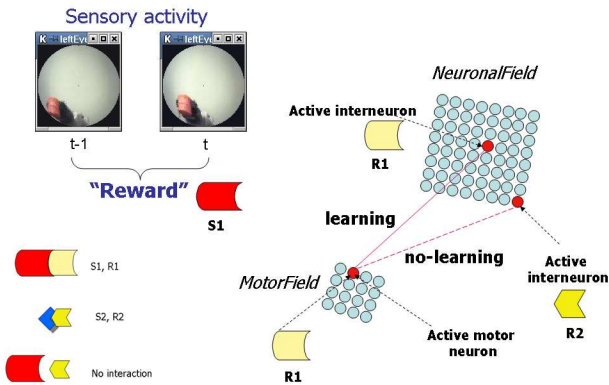 Sensory activity
K leftEye
K leftEye
t-1
t
"Reward"
S1
S1, R1
S2, R2
No interaction
NeuronalField
Active interneuron
R1
learning
no-learning
MotorField
R1
Active motor
neuron
Active
interneuron
R2